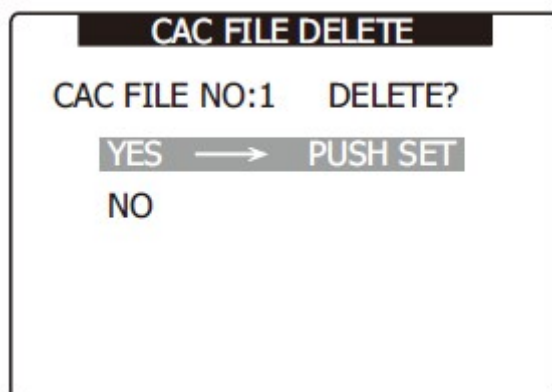 CAC FILE DELETE
CAC FILE NO:1 DELETE?
YES → PUSH SET
NO